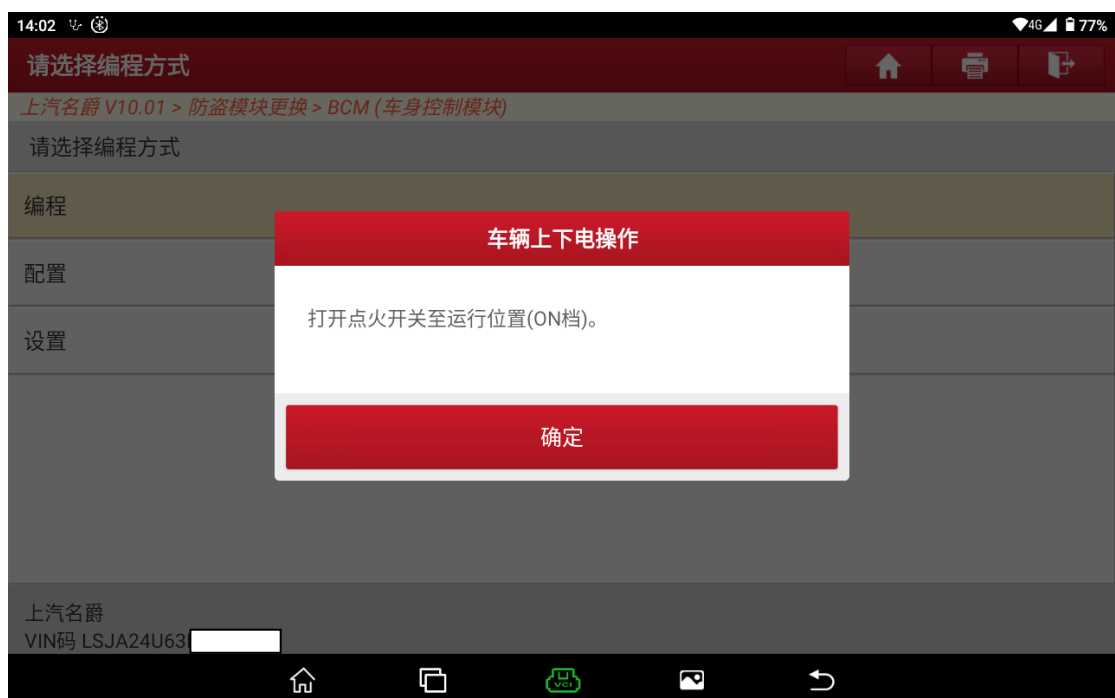 14:02
4G
77%
请选择编程方式
上汽名爵 V10.01 > 防盗模块更换 > BCM (车身控制模块)
请选择编程方式
编程
车辆上下电操作
配置
打开点火开关至运行位置(ON档)。
设置
确定
上汽名爵
VIN码 LSJA24U63
VCI